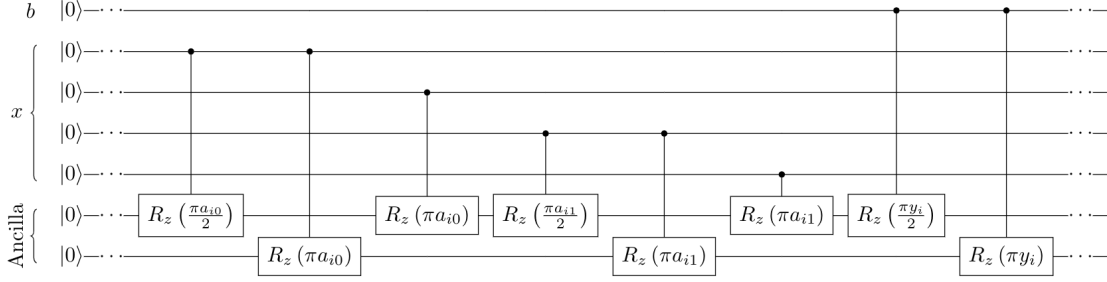 b |0⟩ ··· ···
|0⟩ ··· ···
|0⟩ ··· ···
x
|0⟩ ··· ···
|0⟩ ··· ···
Ancilla
|0⟩ ··· R_z (πa_{i0}/2) R_z (πa_{i0}) R_z (πa_{i1}/2) R_z (πa_{i1}) R_z (πy_i/2) ···
|0⟩ ··· R_z (πa_{i0}) R_z (πa_{i1}) R_z (πy_i) ···